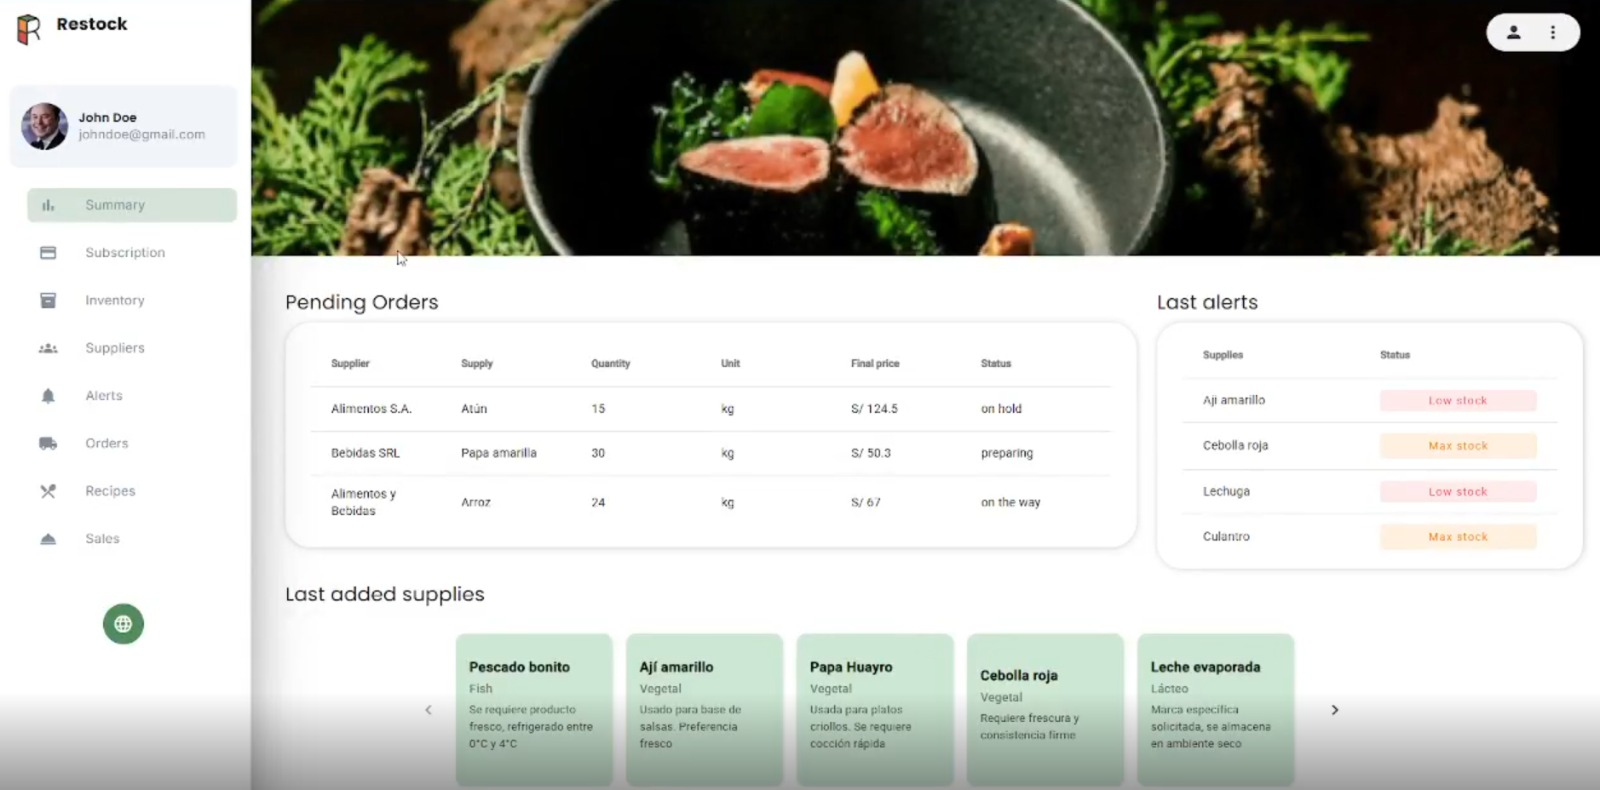 Restock
John Doe
johndoe@gmail.com
Summary
Subscription
Inventory
Suppliers
Alerts
Orders
Recipes
Sales
Pending Orders
Supplier Supply Quantity Unit Final price Status
Alimentos S.A. Atún 15 kg S/ 124.5 on hold
Bebidas SRL Papa amarilla 30 kg S/ 50.3 preparing
Alimentos y
Bebidas Arroz 24 kg S/ 67 on the way
Last alerts
Supplies Status
Aji amarillo Low stock
Cebolla roja Max stock
Lechuga Low stock
Culantro Max stock
Last added supplies
Pescado bonito
Fish
Se requiere producto
fresco, refrigerado entre
0°C y 4°C
Ají amarillo
Vegetal
Usado para base de
salsas. Preferencia
fresco
Papa Huayro
Vegetal
Usada para platos
criollos. Se requiere
cocción rápida
Cebolla roja
Vegetal
Requiere frescura y
consistencia firme
Leche evaporada
Lácteo
Marca específica
solicitada, se almacena
en ambiente seco